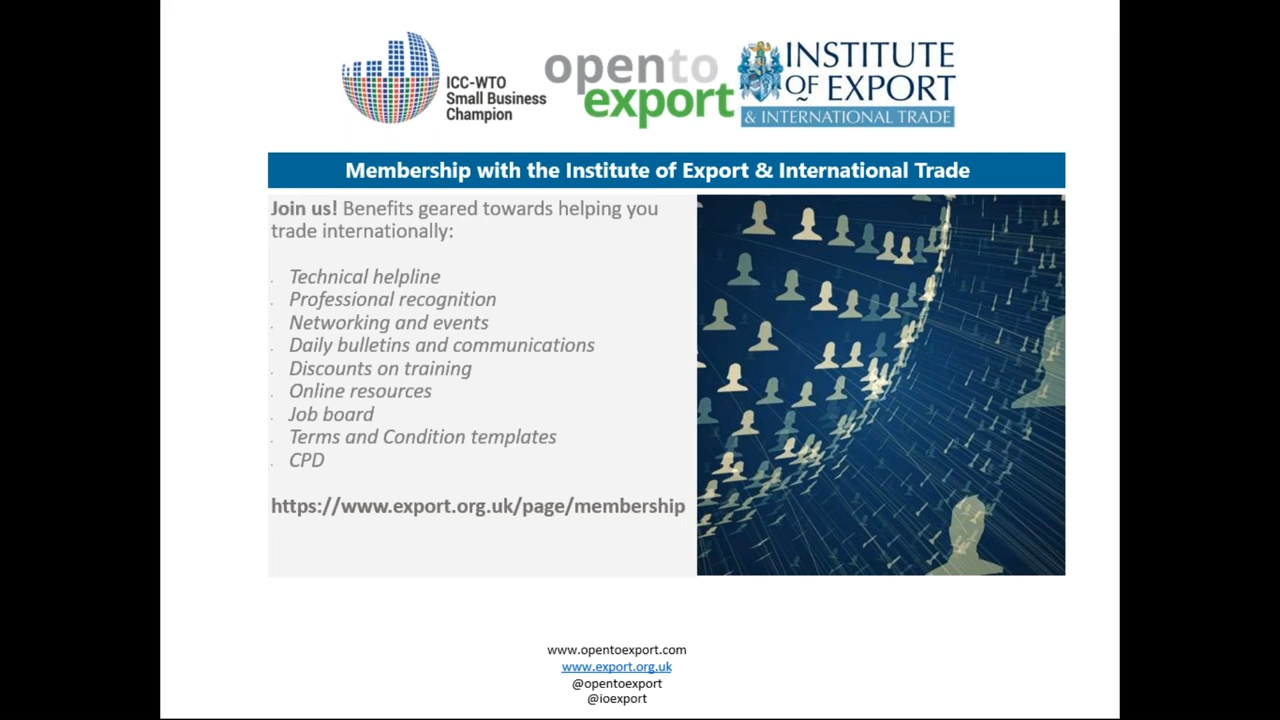 ICC-WTO
Small Business
Champion
opento
export
INSTITUTE
OF EXPORT
& INTERNATIONAL TRADE
Membership with the Institute of Export & International Trade
Join us! Benefits geared towards helping you
trade internationally:
Technical helpline
Professional recognition
Networking and events
Daily bulletins and communications
Discounts on training
Online resources
Job board
Terms and Condition templates
CPD
https://www.export.org.uk/page/membership
www.opentoexport.com
www.export.org.uk
@opentoexport
@ioexport